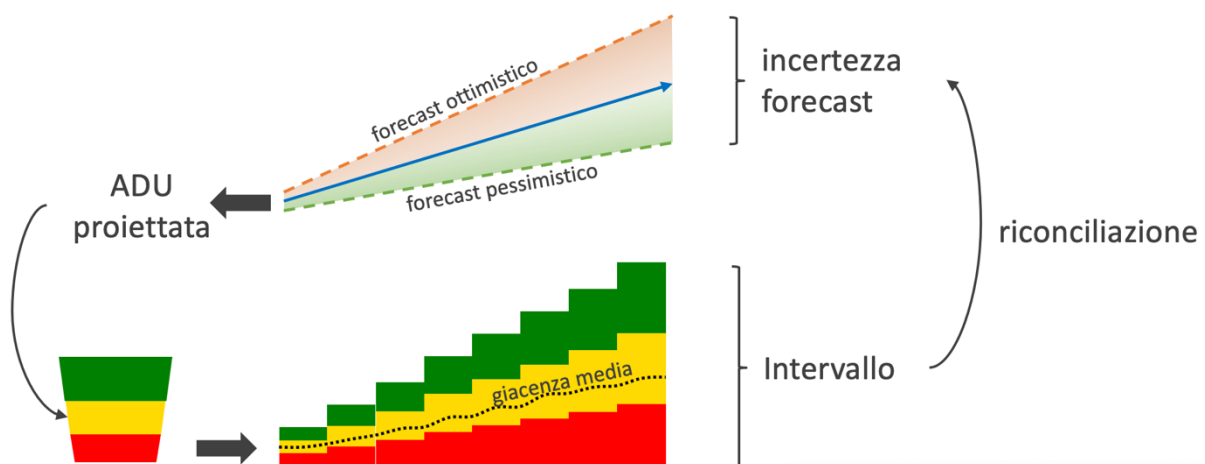 forecast ottimistico
incertezza
forecast
forecast pessimistico
ADU
proiettata
riconciliazione
giacenza media
Intervallo